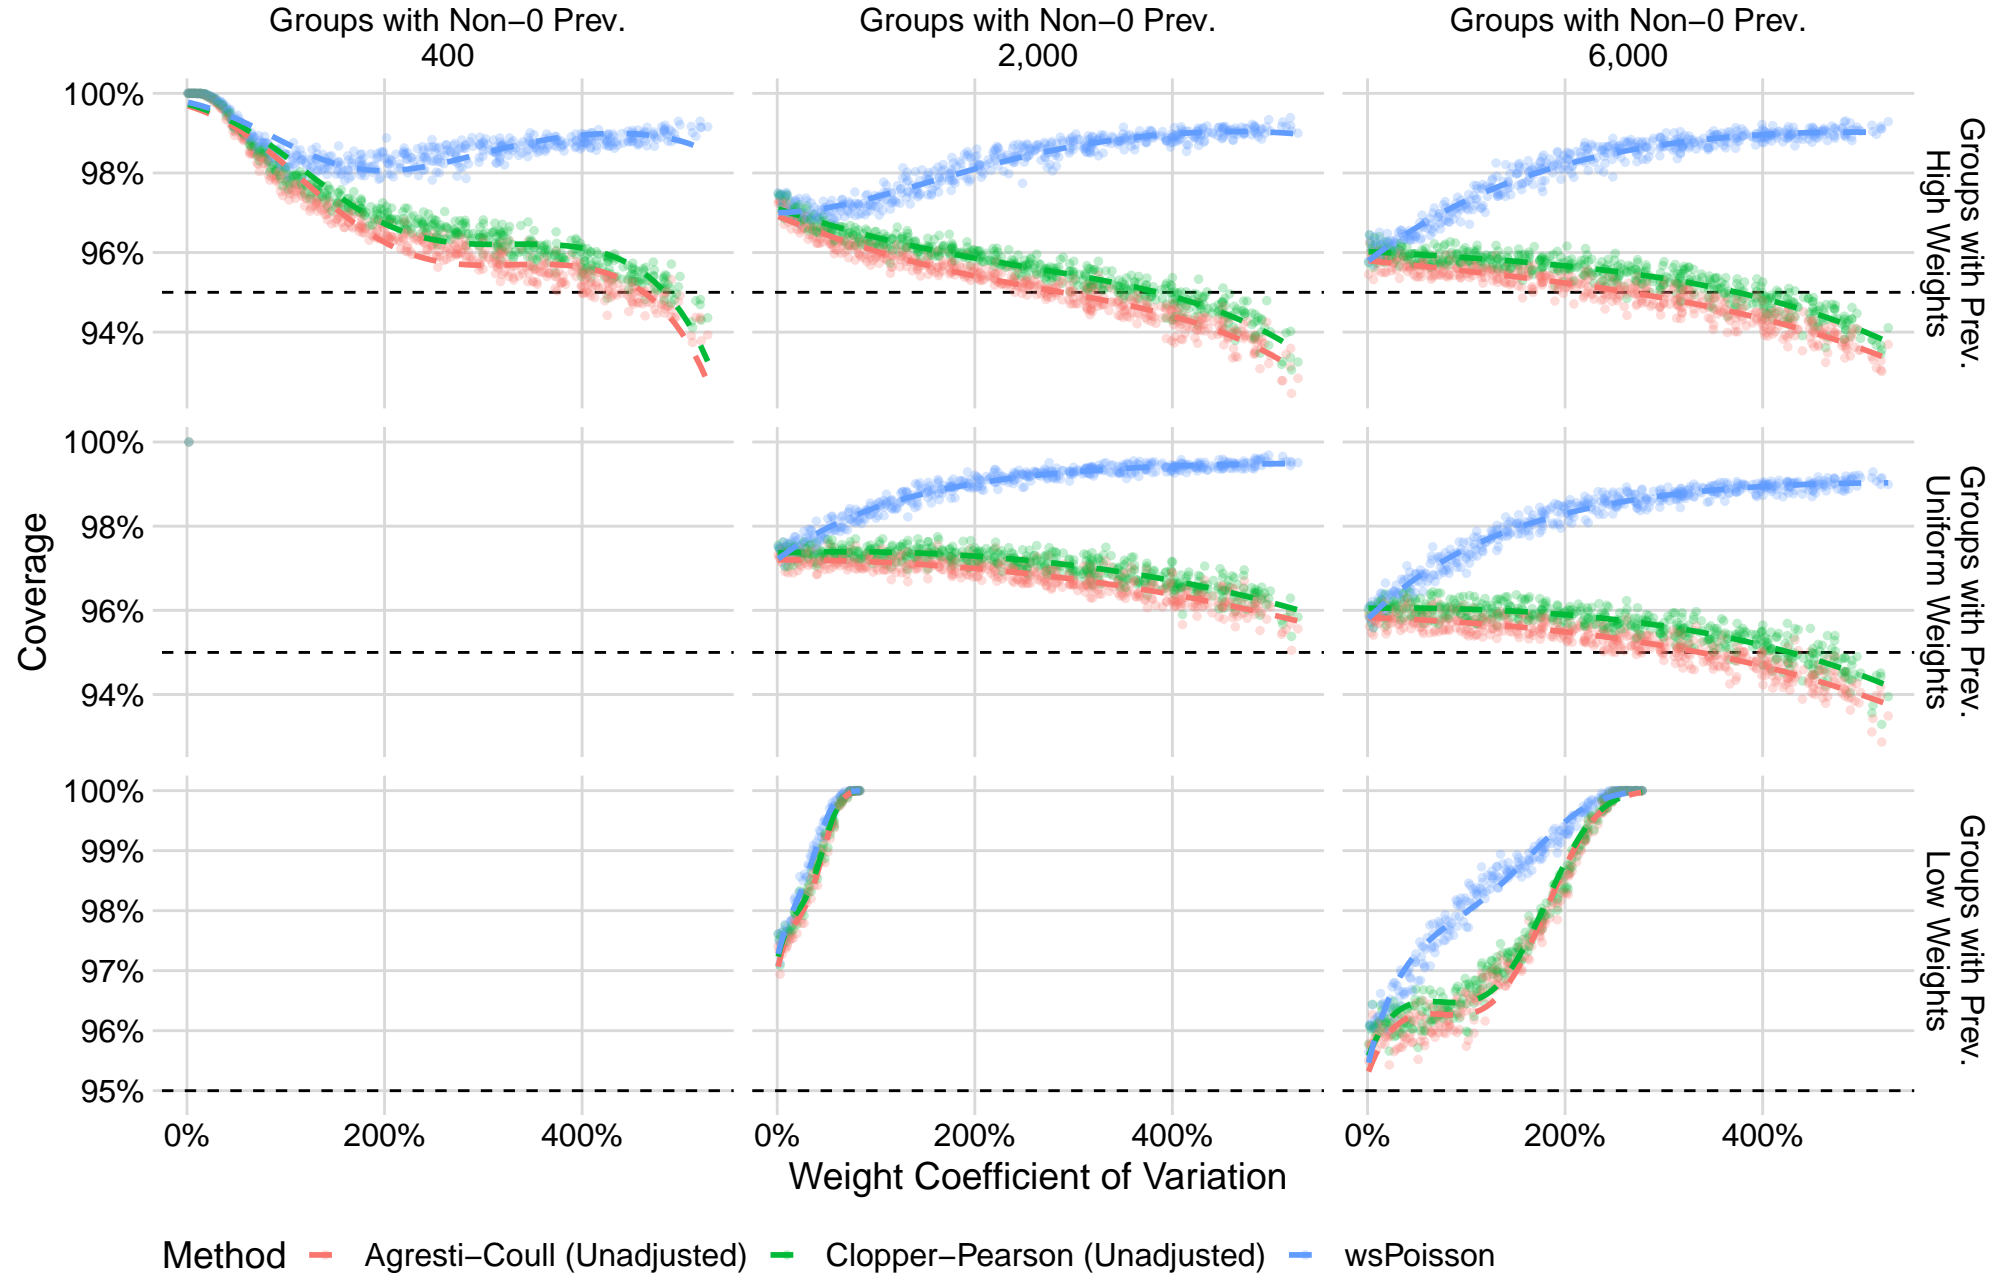 Groups with Non−0 Prev.
400
Groups with Non−0 Prev.
2,000
Groups with Non−0 Prev.
6,000
100%
98%
96%
94%
Groups with Prev.
High Weights
100%
98%
96%
94%
Groups with Prev.
Uniform Weights
100%
99%
98%
97%
96%
95%
Groups with Prev.
Low Weights
Coverage
0%
200%
400%
0%
200%
400%
0%
200%
400%
Weight Coefficient of Variation
Method
Agresti−Coull (Unadjusted)
Clopper−Pearson (Unadjusted)
wsPoisson